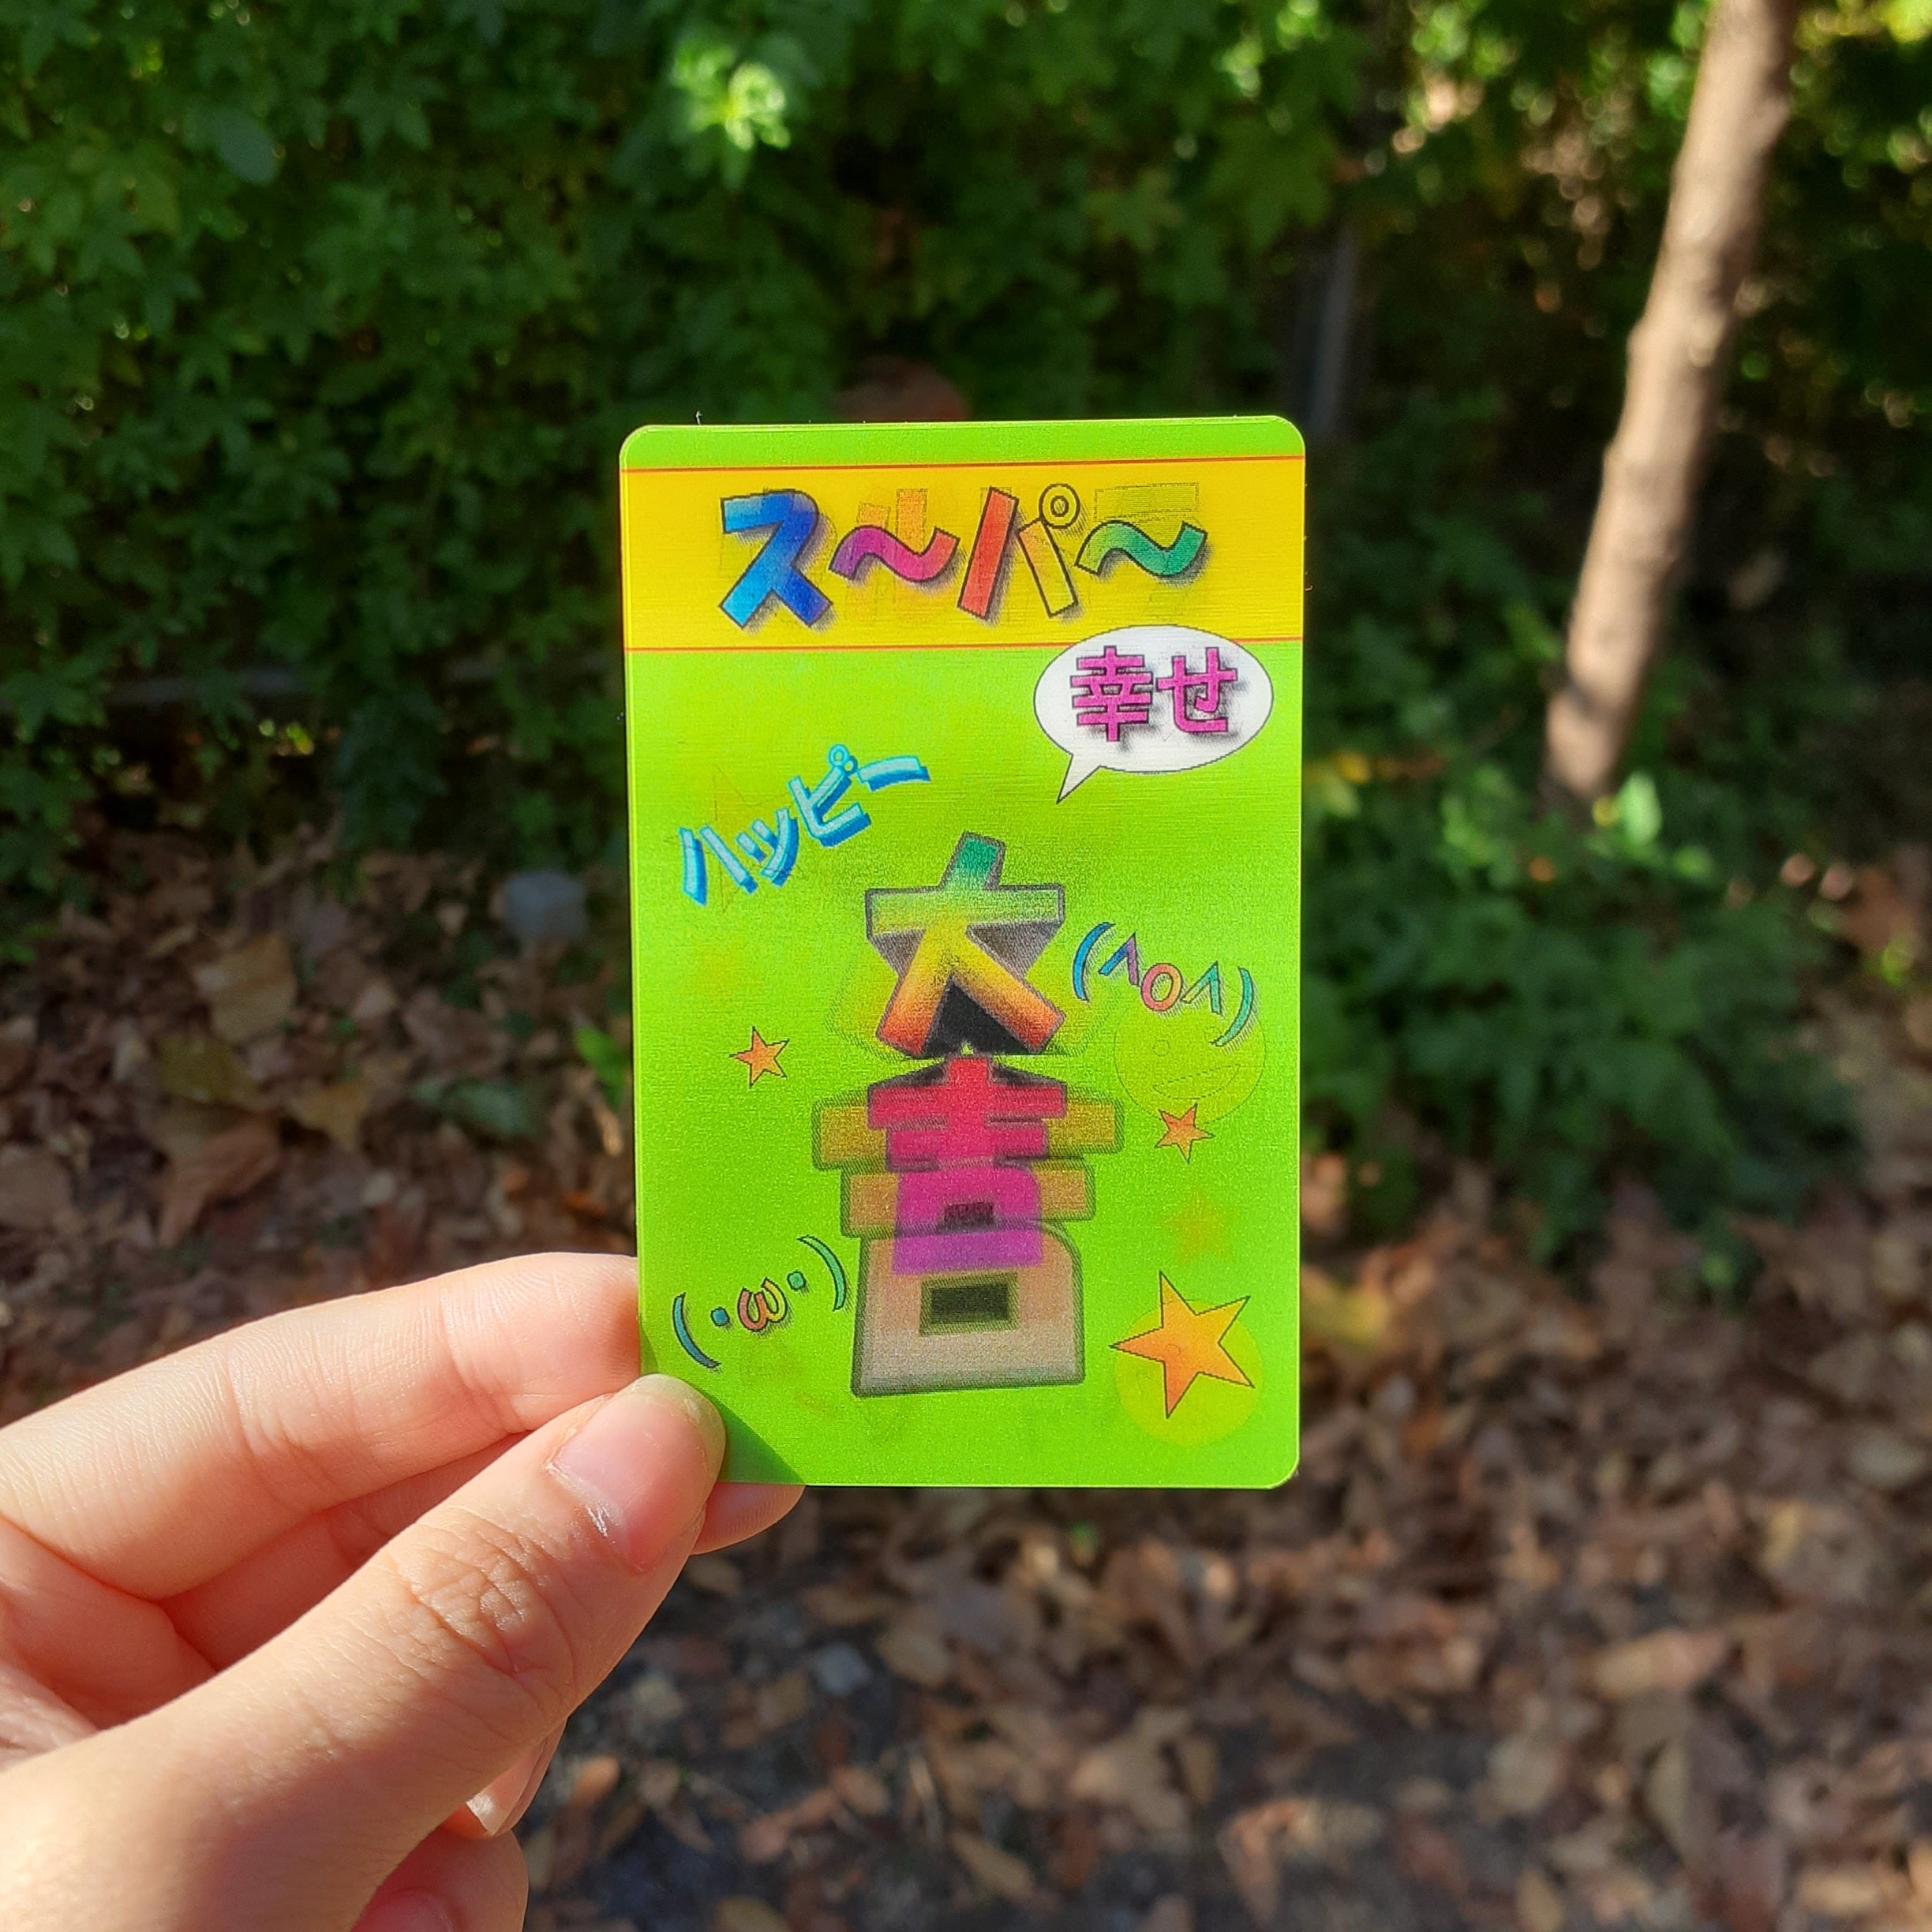 ス〜パ〜
幸せ
ハッピー
大吉
(^o^)
(・ω・)